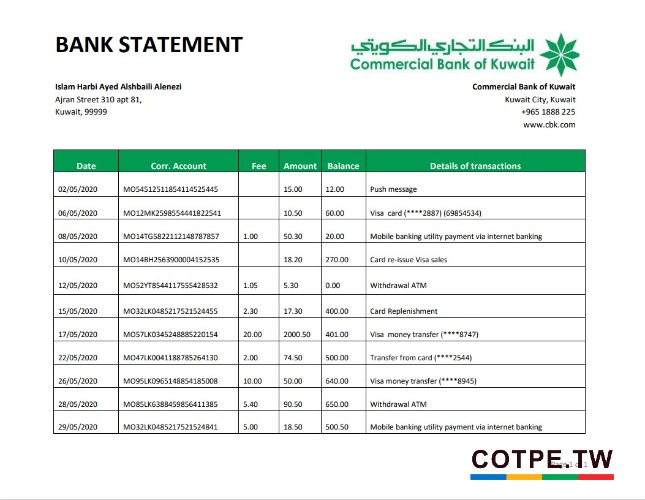 BANK STATEMENT
البنك التجاري الكويتي
Commercial Bank of Kuwait
Islam Harbi Ayed Alshbaili Alenezi
Ajran Street 310 apt 81,
Kuwait, 99999
Commercial Bank of Kuwait
Kuwait City, Kuwait
+965 1888 225
www.cbk.com
Date Corr. Account Fee Amount Balance Details of transactions
02/05/2020 MO54512511854114525445 15.00 12.00 Push message
06/05/2020 MO12MK2598554441822541 10.50 60.00 Visa card (****2887) (69854534)
08/05/2020 MO14TG5822112148787857 1.00 50.30 20.00 Mobile banking utility payment via internet banking
10/05/2020 MO14BH2563900004152535 18.20 270.00 Card re-issue Visa sales
12/05/2020 MO52YT8544117555428532 1.05 5.30 0.00 Withdrawal ATM
15/05/2020 MO32LK0485217521524455 2.30 17.30 400.00 Card Replenishment
17/05/2020 MO57LK0345248885220154 20.00 2000.50 401.00 Visa money transfer (****8747)
22/05/2020 MO47LK0041188785264130 2.00 74.50 500.00 Transfer from card (****2544)
26/05/2020 MO95LK0965148854185008 10.00 50.00 640.00 Visa money transfer (****8945)
28/05/2020 MO85LK6388459856411385 5.40 90.50 650.00 Withdrawal ATM
29/05/2020 MO32LK0485217521524841 5.00 18.50 500.50 Mobile banking utility payment via internet banking
COTPE.TW